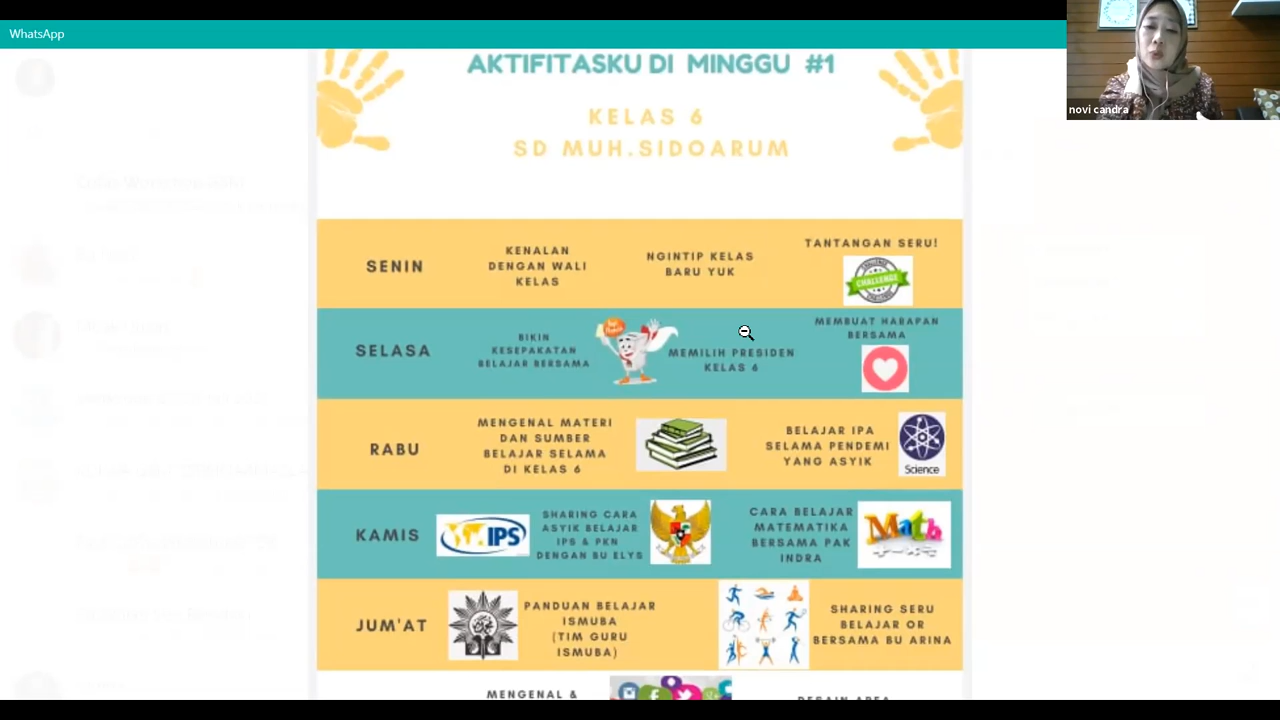 WhatsApp
novi candra
AKTIFITASKU DI MINGGU #1
KELAS 6
SD MUH.SIDOARUM
SENIN
KENALAN
DENGAN WALI
KELAS
NGINTIP KELAS
BARU YUK
TANTANGAN SERU!
CHALLENGE
SELASA
BIKIN
KESEPAKATAN
BELAJAR BERSAMA
MEMILIH PRESIDEN
KELAS 6
MEMBUAT HARAPAN
BERSAMA
RABU
MENGENAL MATERI
DAN SUMBER
BELAJAR SELAMA
DI KELAS 6
BELAJAR IPA
SELAMA PENDEMI
YANG ASYIK
Science
KAMIS
IPS
SHARING CARA
ASYIK BELAJAR
IPS & PKN
DENGAN BU ELYS
CARA BELAJAR
MATEMATIKA
BERSAMA PAK
INDRA
Math
JUM'AT
PANDUAN BELAJAR
ISMUBA
(TIM GURU
ISMUBA)
SHARING SERU
BELAJAR OR
BERSAMA BU ARINA
MENGENAL &
DESAIN AREA